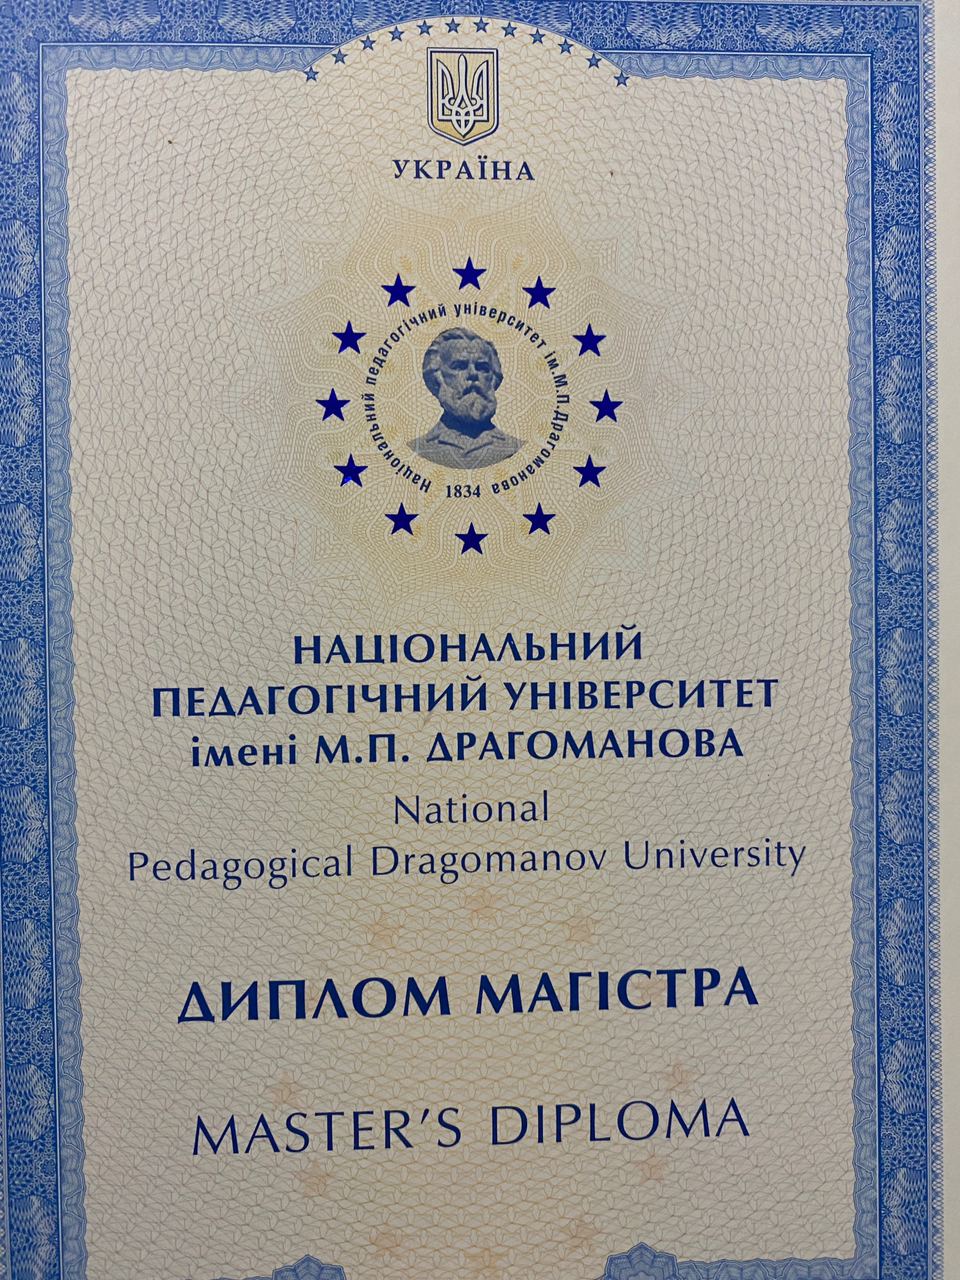 УКРАЇНА
Національний педагогічний університет ім.М.П.Драгоманова
1834
НАЦІОНАЛЬНИЙ
ПЕДАГОГІЧНИЙ УНІВЕРСИТЕТ
імені М.П. ДРАГОМАНОВА
National
Pedagogical Dragomanov University
ДИПЛОМ МАГІСТРА
MASTER’S DIPLOMA